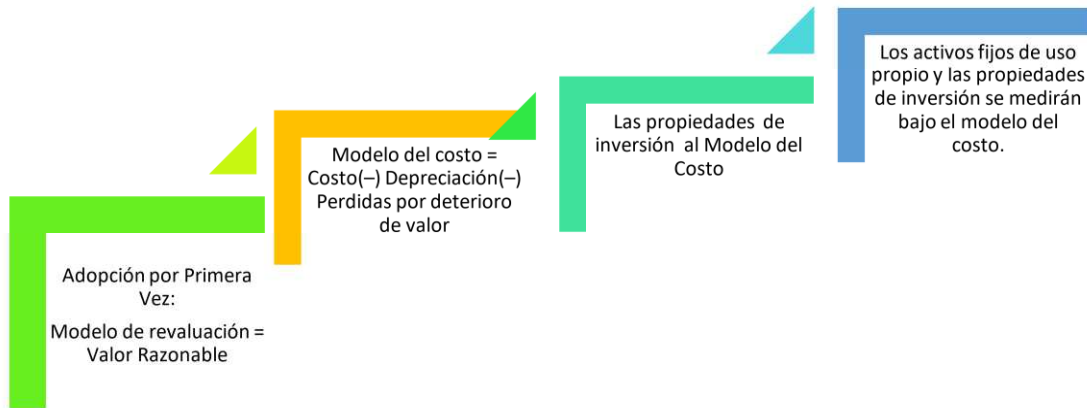 Adopción por Primera
Vez:
Modelo de revaluación =
Valor Razonable
Modelo del costo =
Costo(–) Depreciación(–)
Perdidas por deterioro
de valor
Las propiedades de
inversión al Modelo del
Costo
Los activos fijos de uso
propio y las propiedades
de inversión se medirán
bajo el modelo del
costo.